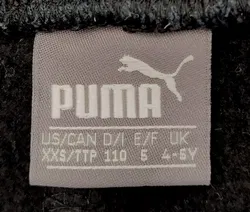 PUMA
US/CAN D/I E/F UK
XXS/TTP 110 5 4-5Y